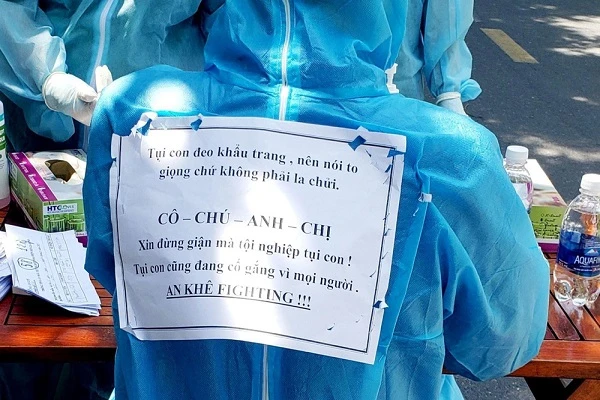 Tụi con đeo khẩu trang , nên nói to
giọng chứ không phải la chửi.
CÔ – CHÚ – ANH – CHỊ
Xin đừng giận mà tội nghiệp tụi con !
Tụi con cũng đang cố gắng vì mọi người .
AN KHÊ FIGHTING !!!
HTC
AQUAFINA